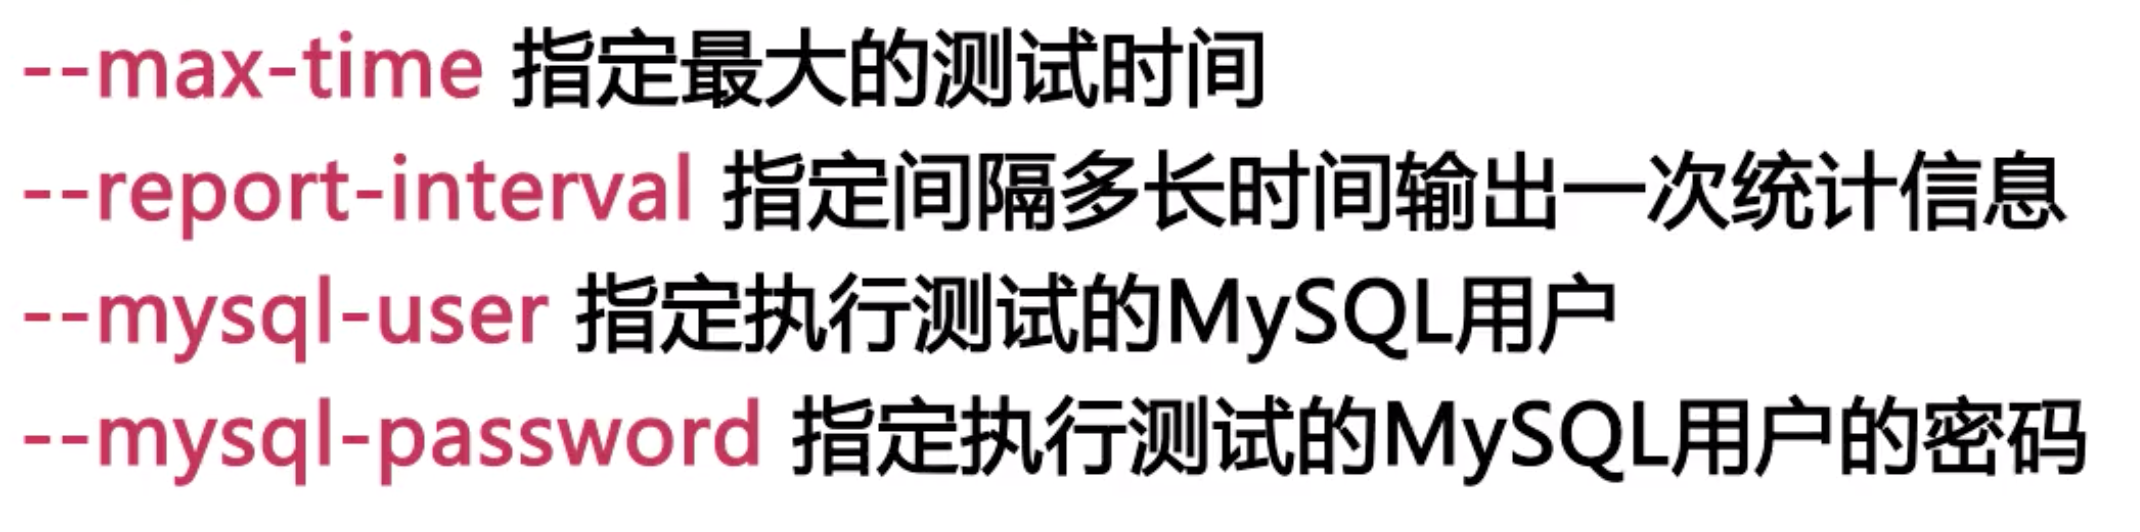 --max-time 指定最大的测试时间
--report-interval 指定间隔多长时间输出一次统计信息
--mysql-user 指定执行测试的MySQL用户
--mysql-password 指定执行测试的MySQL用户的密码